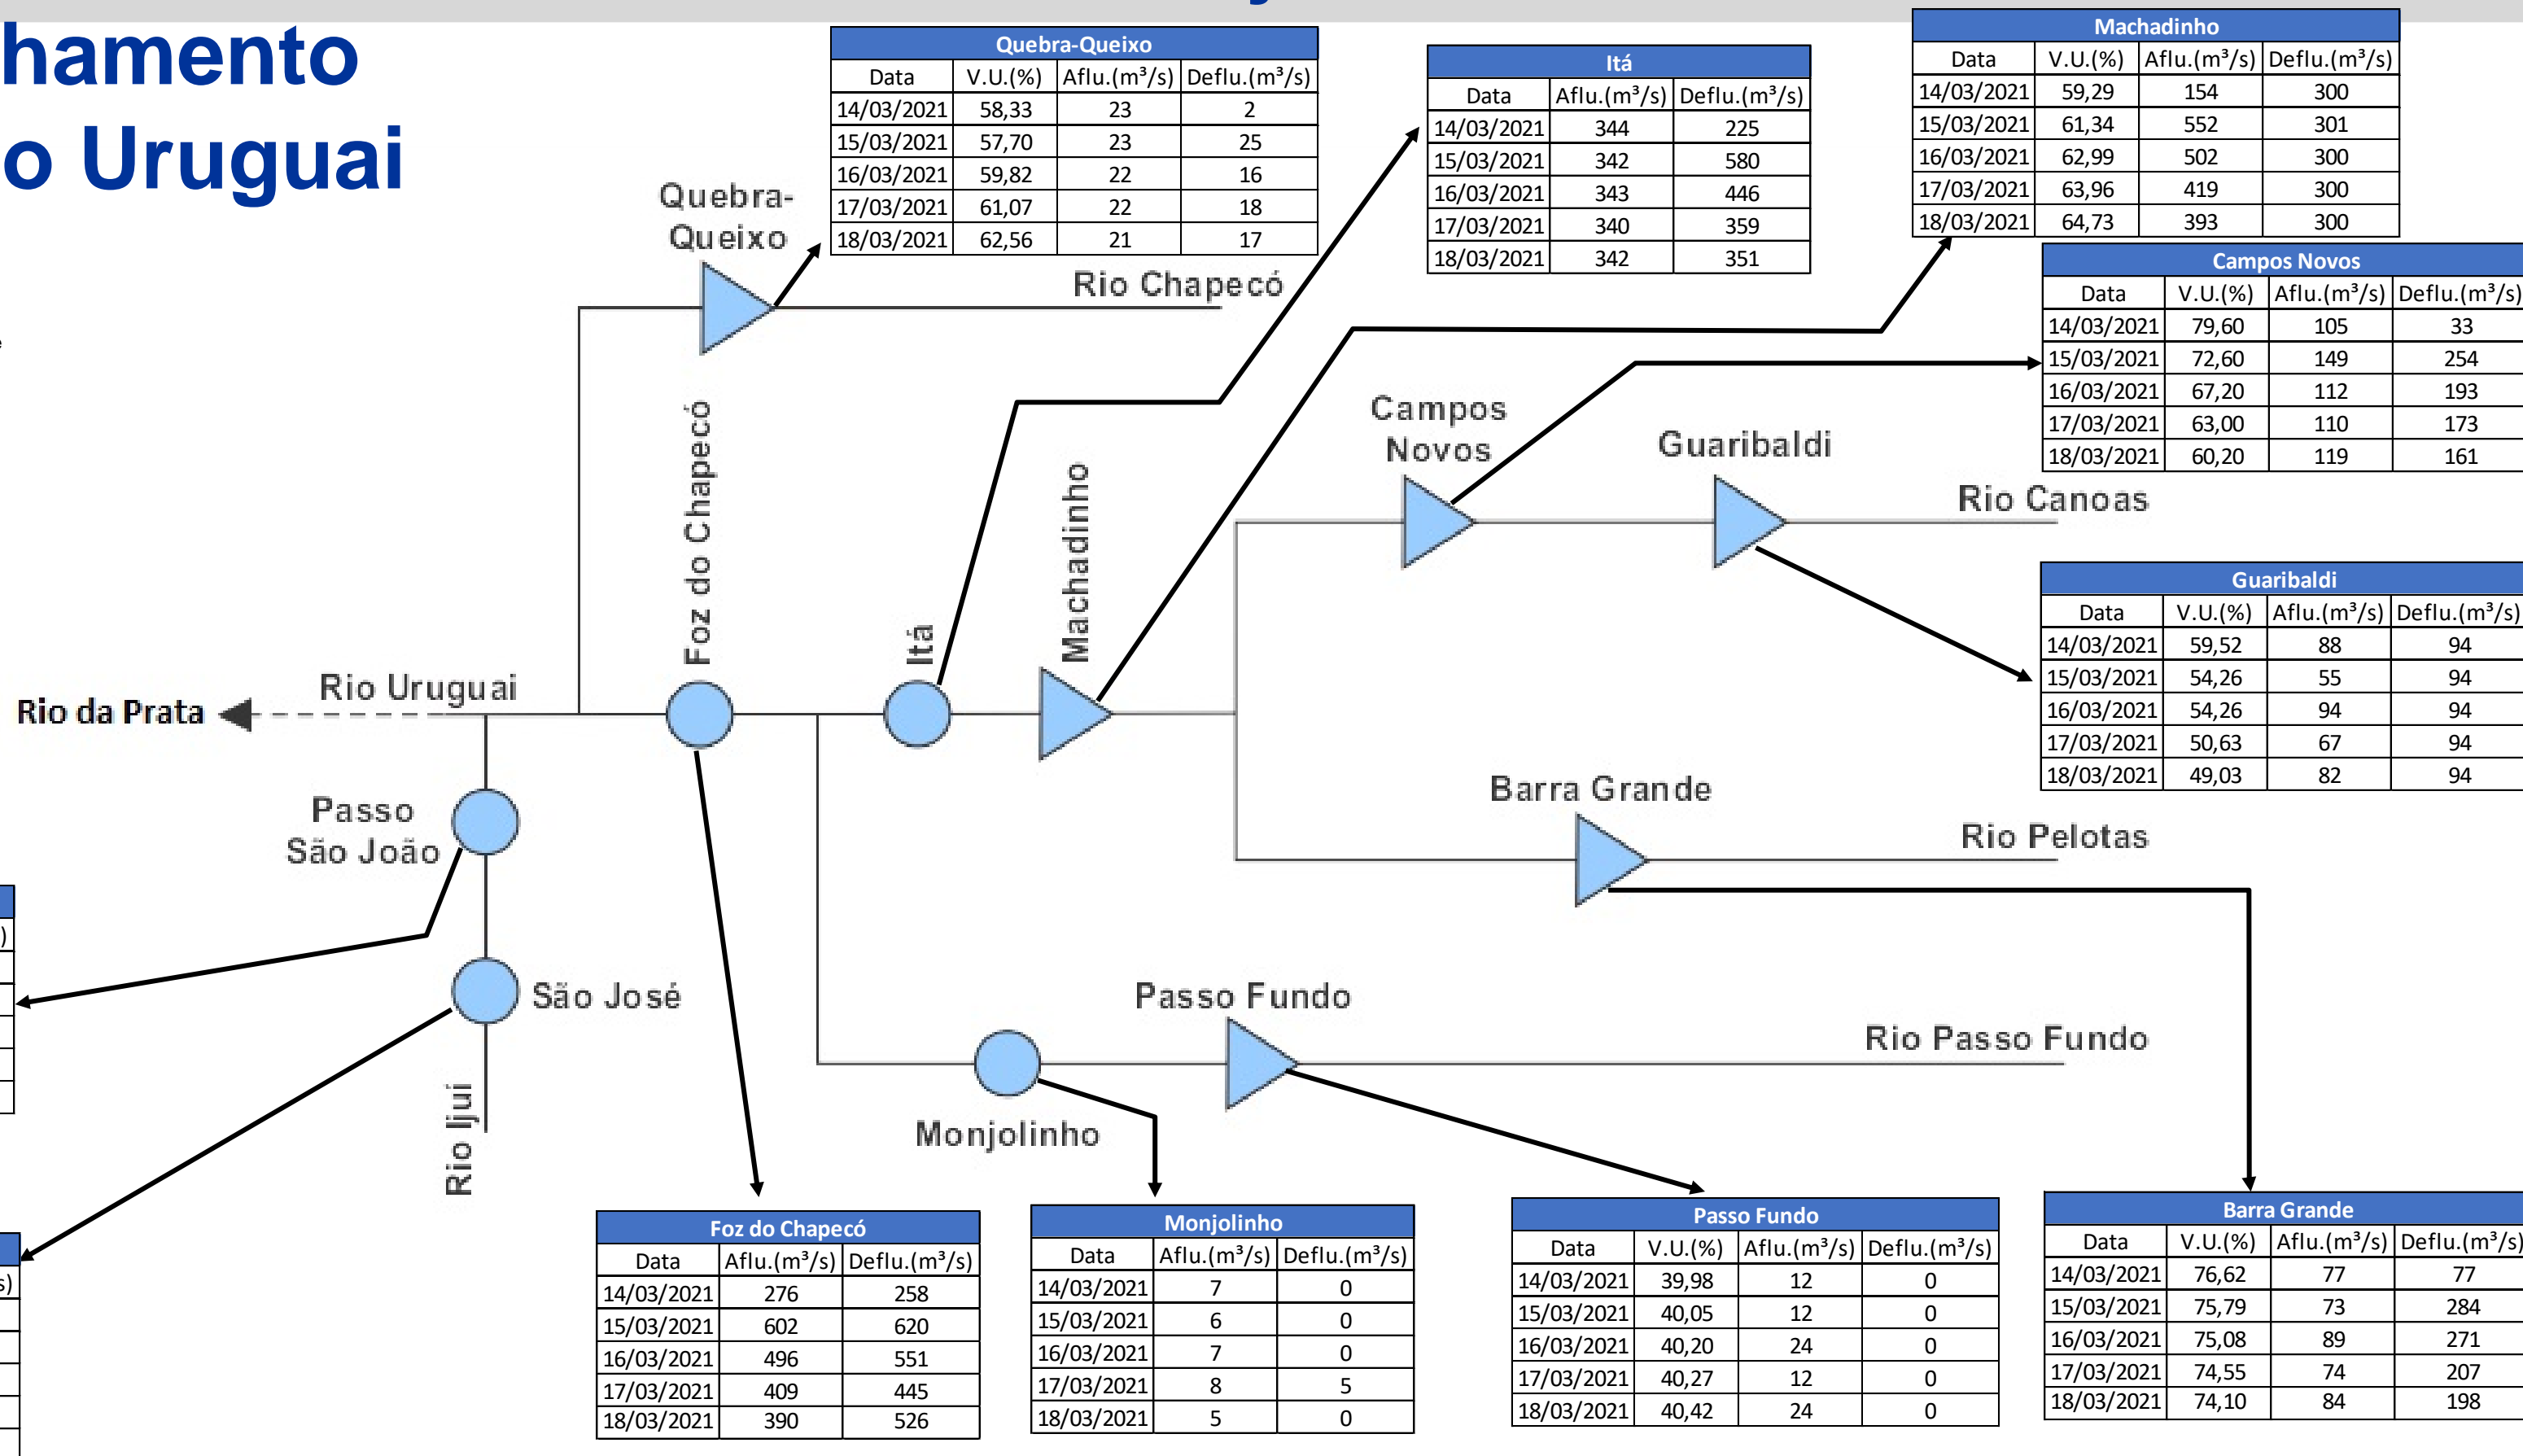 hamento
o Uruguai
Quebra-Queixo
Data V.U.(%) Aflu.(m³/s) Deflu.(m³/s)
14/03/2021 58,33 23 2
15/03/2021 57,70 23 25
16/03/2021 59,82 22 16
17/03/2021 61,07 22 18
18/03/2021 62,56 21 17
Itá
Data Aflu.(m³/s) Deflu.(m³/s)
14/03/2021 344 225
15/03/2021 342 580
16/03/2021 343 446
17/03/2021 340 359
18/03/2021 342 351
Machadinho
Data V.U.(%) Aflu.(m³/s) Deflu.(m³/s)
14/03/2021 59,29 154 300
15/03/2021 61,34 552 301
16/03/2021 62,99 502 300
17/03/2021 63,96 419 300
18/03/2021 64,73 393 300
Campos Novos
Data V.U.(%) Aflu.(m³/s) Deflu.(m³/s)
14/03/2021 79,60 105 33
15/03/2021 72,60 149 254
16/03/2021 67,20 112 193
17/03/2021 63,00 110 173
18/03/2021 60,20 119 161
Quebra-
Queixo
Rio Chapecó
Foz do Chapecó
Itá
Machadinho
Campos
Novos
Guaribaldi
Rio Canoas
Guaribaldi
Data V.U.(%) Aflu.(m³/s) Deflu.(m³/s)
14/03/2021 59,52 88 94
15/03/2021 54,26 55 94
16/03/2021 54,26 94 94
17/03/2021 50,63 67 94
18/03/2021 49,03 82 94
Rio da Prata
Rio Uruguai
Passo
São João
São José
Rio Ijuí
Barra Grande
Rio Pelotas
Passo Fundo
Rio Passo Fundo
Monjolinho
Foz do Chapecó
Data Aflu.(m³/s) Deflu.(m³/s)
14/03/2021 276 258
15/03/2021 602 620
16/03/2021 496 551
17/03/2021 409 445
18/03/2021 390 526
Monjolinho
Data Aflu.(m³/s) Deflu.(m³/s)
14/03/2021 7 0
15/03/2021 6 0
16/03/2021 7 0
17/03/2021 8 5
18/03/2021 5 0
Passo Fundo
Data V.U.(%) Aflu.(m³/s) Deflu.(m³/s)
14/03/2021 39,98 12 0
15/03/2021 40,05 12 0
16/03/2021 40,20 24 0
17/03/2021 40,27 12 0
18/03/2021 40,42 24 0
Barra Grande
Data V.U.(%) Aflu.(m³/s) Deflu.(m³/s)
14/03/2021 76,62 77 77
15/03/2021 75,79 73 284
16/03/2021 75,08 89 271
17/03/2021 74,55 74 207
18/03/2021 74,10 84 198